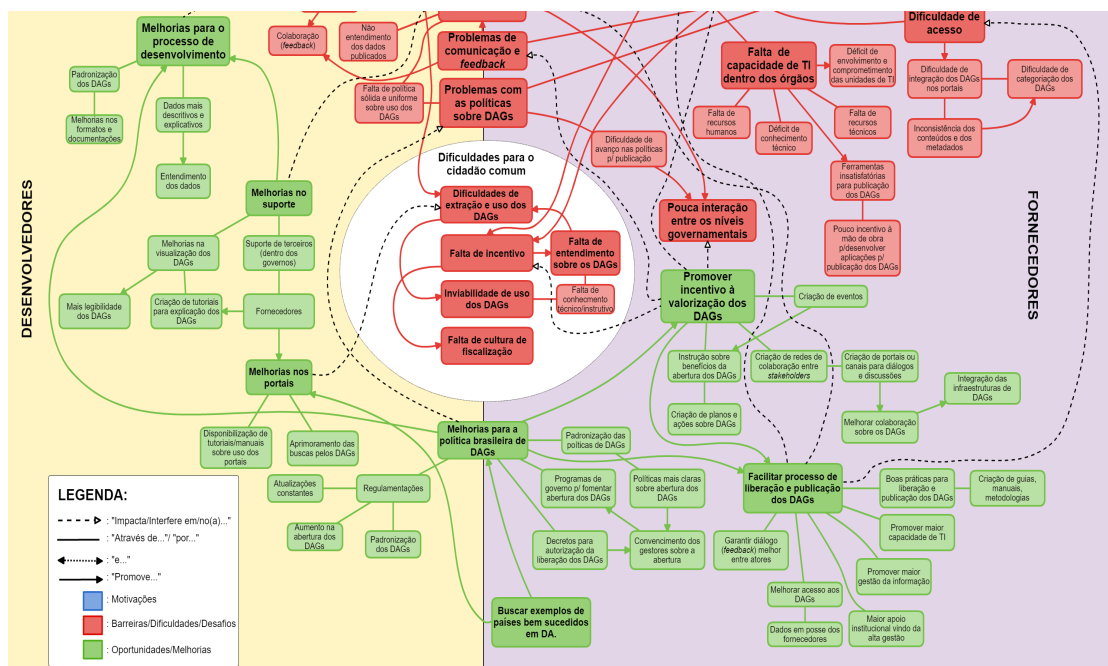 Melhorias para o
processo de
desenvolvimento
Padronização
dos DAGs
Melhorias nos
formatos e
documentações
Dados mais
descritivos e
explicativos
Entendimento
dos dados
Colaboração
(feedback)
Não
entendimento
dos dados
publicados
Problemas de
comunicação e
feedback
Falta de política
sólida e uniforme
sobre uso dos
DAGs
Problemas com
as políticas
sobre DAGs
Dificuldade de
avanço nas políticas
p/ publicação
Falta de
capacidade de TI
dentro dos órgãos
Déficit de
envolvimento e
comprometimento
das unidades de TI
Falta de
recursos
humanos
Déficit de
conhecimento
técnico
Falta de
recursos
técnicos
Ferramentas
insatisfatórias
para publicação
dos DAGs
Pouco incentivo à
mão de obra
p/desenvolver
aplicações p/
publicação dos DAGs
Dificuldade de
acesso
Dificuldade de
integração dos DAGs
nos portais
Dificuldade de
categorização dos
DAGs
Inconsistência dos
conteúdos e dos
metadados
Pouca interação
entre os níveis
governamentais
DESENVOLVEDORES
FORNECEDORES
Dificuldades para o
cidadão comum
Dificuldades de
extração e uso dos
DAGs
Falta de incentivo
Falta de
entendimento
sobre os DAGs
Inviabilidade de uso
dos DAGs
Falta de
conhecimento
técnico/instrutivo
Falta de cultura de
fiscalização
Melhorias no
suporte
Melhorias na
visualização dos
DAGs
Suporte de terceiros
(dentro dos
governos)
Mais legibilidade
dos dados
Criação de tutoriais
para explicação dos
DAGs
Fornecedores
Melhorias nos
portais
Disponibilização de
tutoriais/manuais
sobre uso dos
portais
Aprimoramento das
buscas pelos DAGs
Promover
incentivo à
valorização dos
DAGs
Criação de eventos
Instrução sobre
benefícios da
abertura dos DAGs
Criação de redes de
colaboração entre
stakeholders
Criação de portais ou
canais para diálogos
e discussões
Integração das
infraestruturas de
DAGs
Criação de planos e
ações sobre DAGs
Melhorar colaboração
sobre os DAGs
Melhorias para a
política brasileira de
DAGs
Padronização das
políticas de DAGs
Atualizações
constantes
Regulamentações
Aumento na
abertura dos
DAGs
Padronização
dos DAGs
Programas de
governo p/ fomentar
abertura dos DAGs
Políticas mais claras
sobre abertura dos
DAGs
Decretos para
autorização da
liberação dos DAGs
Convencimento dos
gestores sobre a
abertura
Facilitar processo de
liberação e publicação
dos DAGs
Boas práticas para
liberação e
publicação dos DAGs
Criação de guias,
manuais,
metodologias
Promover maior
capacidade de TI
Garantir diálogo
(feedback) melhor
entre atores
Promover maior
gestão da informação
Melhorar acesso aos
DAGs
Dados em posse dos
fornecedores
Maior apoio
institucional vindo da
alta gestão
Buscar exemplos de
países bem sucedidos
em DA.
LEGENDA:
: "Impacta/Interfere em/no(a)..."
: "Através de..."/ "por..."
: "e..."
: "Promove..."
: Motivações
: Barreiras/Dificuldades/Desafios
: Oportunidades/Melhorias